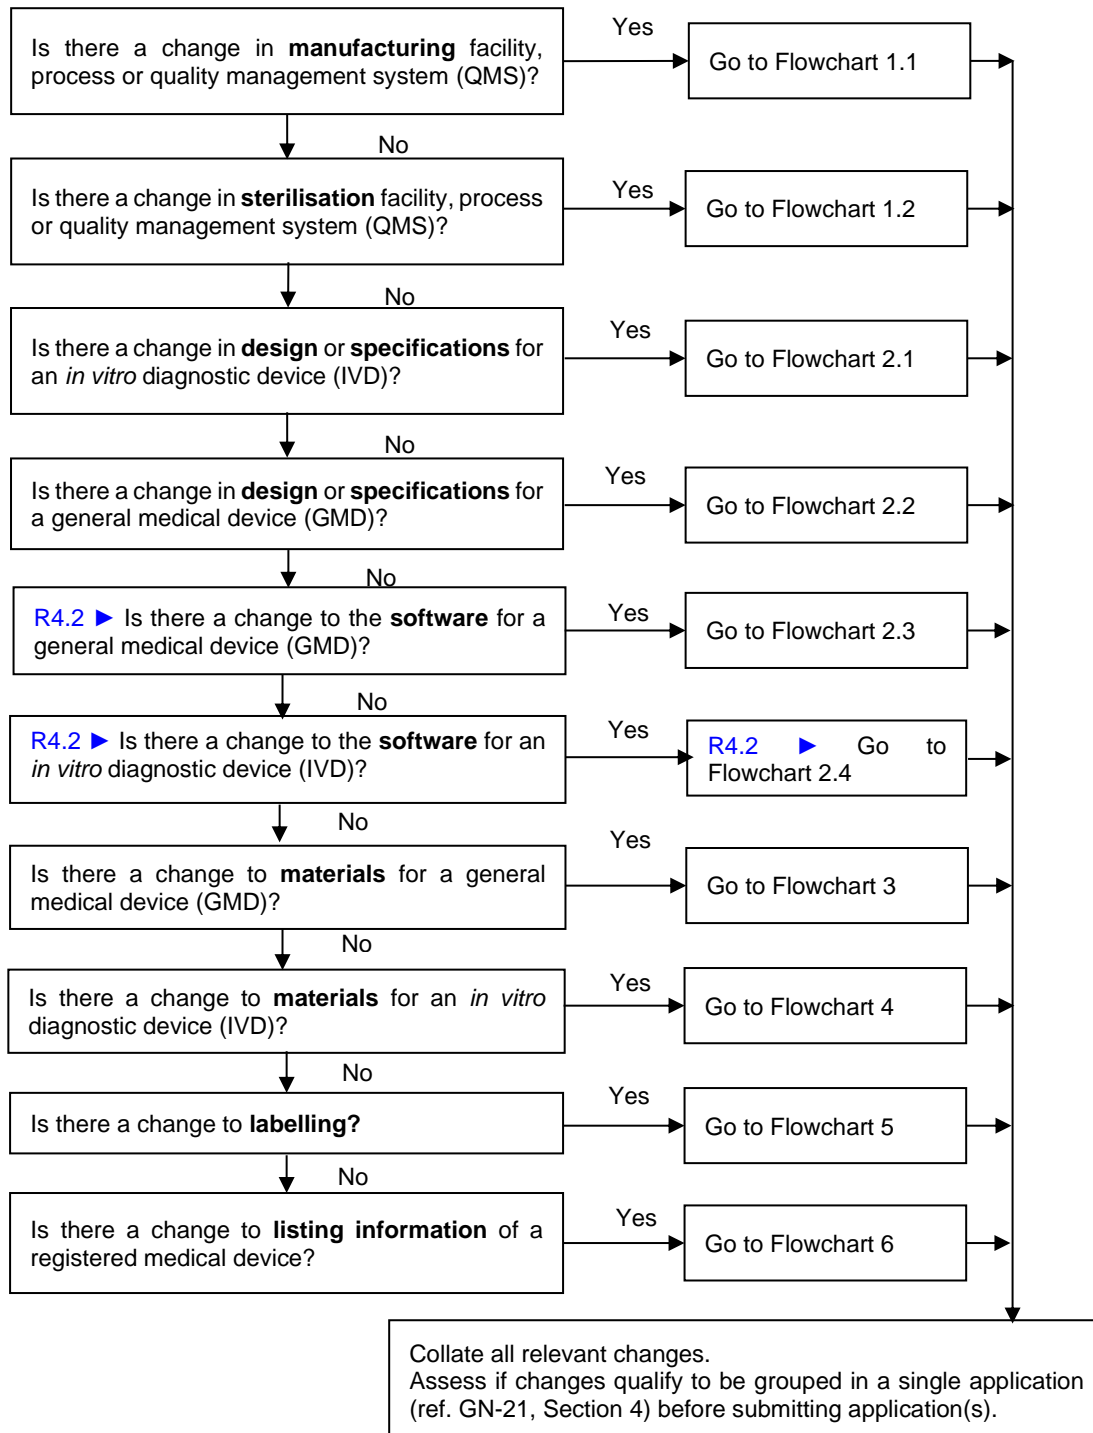 Is there a change in manufacturing facility,
process or quality management system (QMS)?
Yes
Go to Flowchart 1.1
No
Is there a change in sterilisation facility, process
or quality management system (QMS)?
Yes
Go to Flowchart 1.2
No
Is there a change in design or specifications for
an in vitro diagnostic device (IVD)?
Yes
Go to Flowchart 2.1
No
Is there a change in design or specifications for
a general medical device (GMD)?
Yes
Go to Flowchart 2.2
No
R4.2 ► Is there a change to the software for a
general medical device (GMD)?
Yes
Go to Flowchart 2.3
No
R4.2 ► Is there a change to the software for an
in vitro diagnostic device (IVD)?
Yes
R4.2 ► Go to
Flowchart 2.4
No
Is there a change to materials for a general
medical device (GMD)?
Yes
Go to Flowchart 3
No
Is there a change to materials for an in vitro
diagnostic device (IVD)?
Yes
Go to Flowchart 4
No
Is there a change to labelling?
Yes
Go to Flowchart 5
No
Is there a change to listing information of a
registered medical device?
Yes
Go to Flowchart 6
Collate all relevant changes.
Assess if changes qualify to be grouped in a single application
(ref. GN-21, Section 4) before submitting application(s).